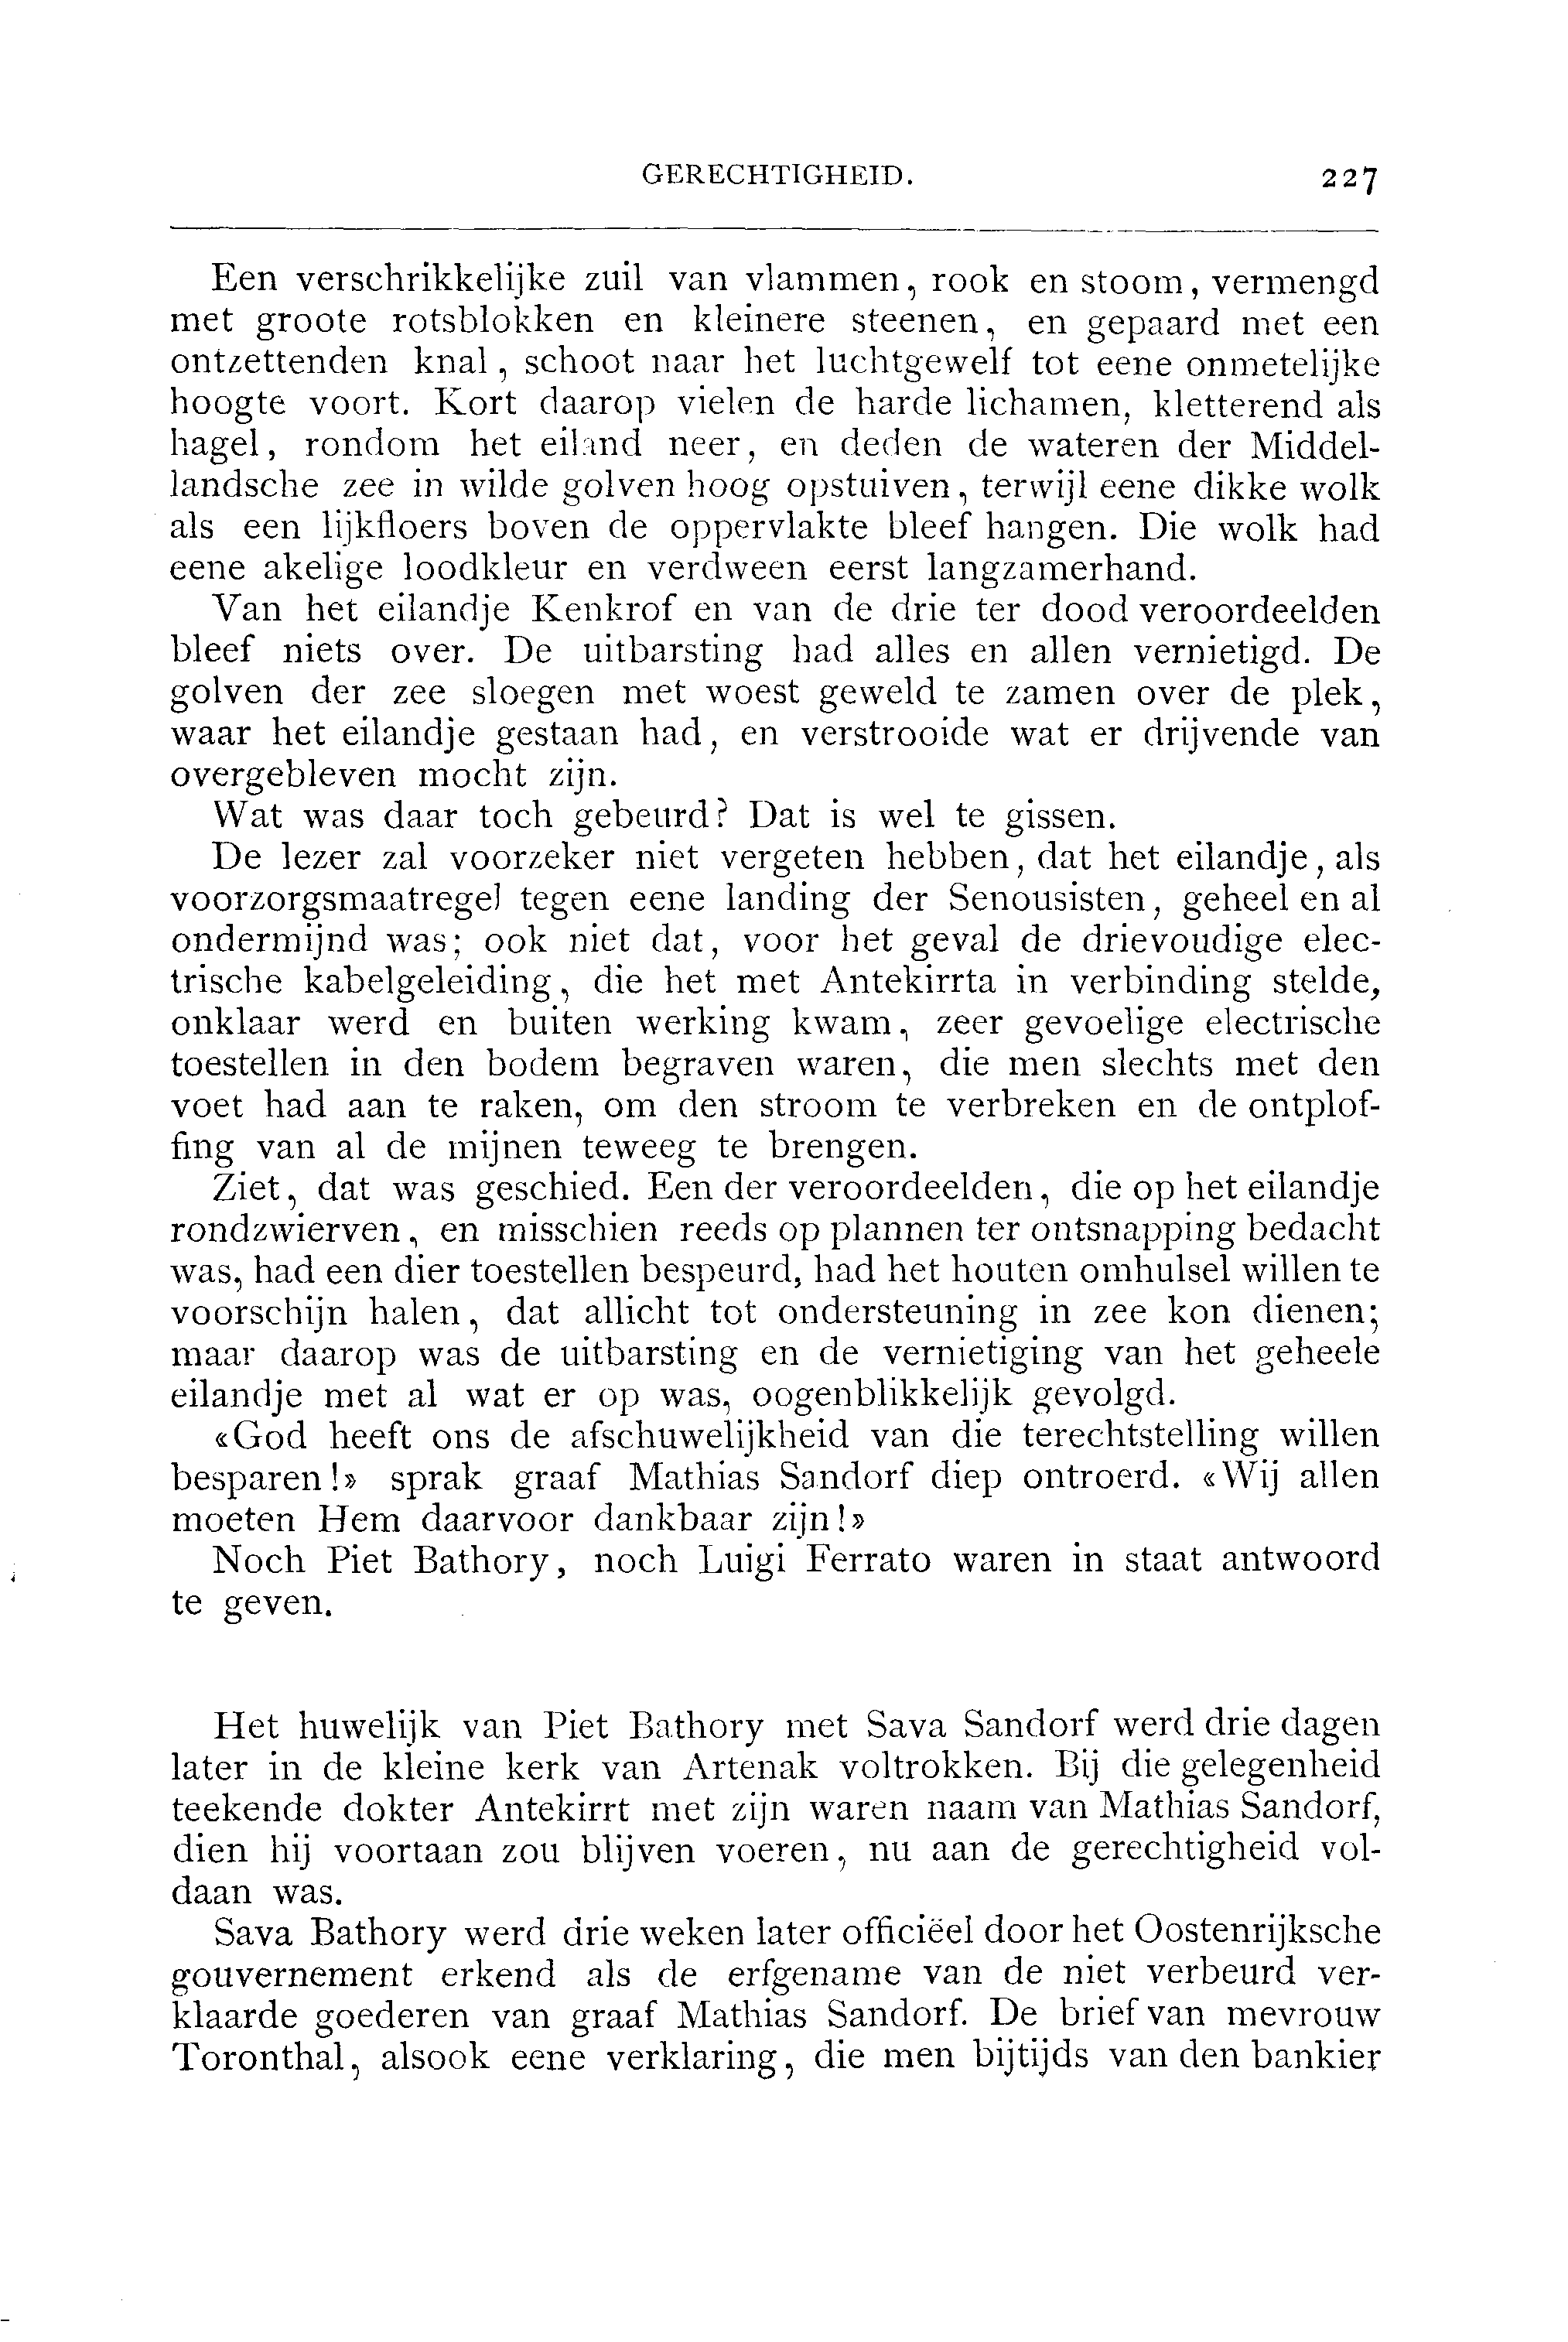 GERECHTIGHEID. 227
Een verschrikkelijke zuil van vlammen, rook en stoom, vermengd
met groote rotsblokken en kleinere steenen, en gepaard met een
ontzettenden knal, schoot naar het luchtgewelf tot eene onmetelijke
hoogte voort. Kort daarop vielen de harde lichamen, kletterend als
hagel, rondom het eiland neer, en deden de wateren der Middel-
landsche zee in wilde golven hoog opstuiven, terwijl eene dikke wolk
als een lijkfloers boven de oppervlakte bleef hangen. Die wolk had
eene akelige loodkleur en verdween eerst langzamerhand.
Van het eilandje Kenkrof en van de drie ter dood veroordeelden
bleef niets over. De uitbarsting had alles en allen vernietigd. De
golven der zee sloegen met woest geweld te zamen over de plek,
waar het eilandje gestaan had, en verstrooide wat er drijvende van
overgebleven mocht zijn.
Wat was daar toch gebeurd? Dat is wel te gissen.
De lezer zal voorzeker niet vergeten hebben, dat het eilandje, als
voorzorgsmaatregel tegen eene landing der Senousisten, geheel en al
ondermijnd was; ook niet dat, voor het geval de drievoudige elec-
trische kabelgeleiding, die het met Antekirrta in verbinding stelde,
onklaar werd en buiten werking kwam, zeer gevoelige electrische
toestellen in den bodem begraven waren, die men slechts met den
voet had aan te raken, om den stroom te verbreken en de ontplof-
fing van al de mijnen teweeg te brengen.
Ziet, dat was geschied. Een der veroordeelden, die op het eilandje
rondzwierven, en misschien reeds op plannen ter ontsnapping bedacht
was, had een dier toestellen bespeurd, had het houten omhulsel willen te
voorschijn halen, dat allicht tot ondersteuning in zee kon dienen;
maar daarop was de uitbarsting en de vernietiging van het geheele
eilandje met al wat er op was, oogenblikkelijk gevolgd.
«God heeft ons de afschuwelijkheid van die terechtstelling willen
besparen!» sprak graaf Mathias Sandorf diep ontroerd. «Wij allen
moeten Hem daarvoor dankbaar zijn!»
Noch Piet Bathory, noch Luigi Ferrato waren in staat antwoord
te geven.
Het huwelijk van Piet Bathory met Sava Sandorf werd drie dagen
later in de kleine kerk van Artenak voltrokken. Bij die gelegenheid
teekende dokter Antekirrt met zijn waren naam van Mathias Sandorf,
dien hij voortaan zou blijven voeren, nu aan de gerechtigheid vol-
daan was.
Sava Bathory werd drie weken later officiëel door het Oostenrijksche
gouvernement erkend als de erfgename van de niet verbeurd ver-
klaarde goederen van graaf Mathias Sandorf. De brief van mevrouw
Toronthal, alsook eene verklaring, die men bijtijds van den bankier